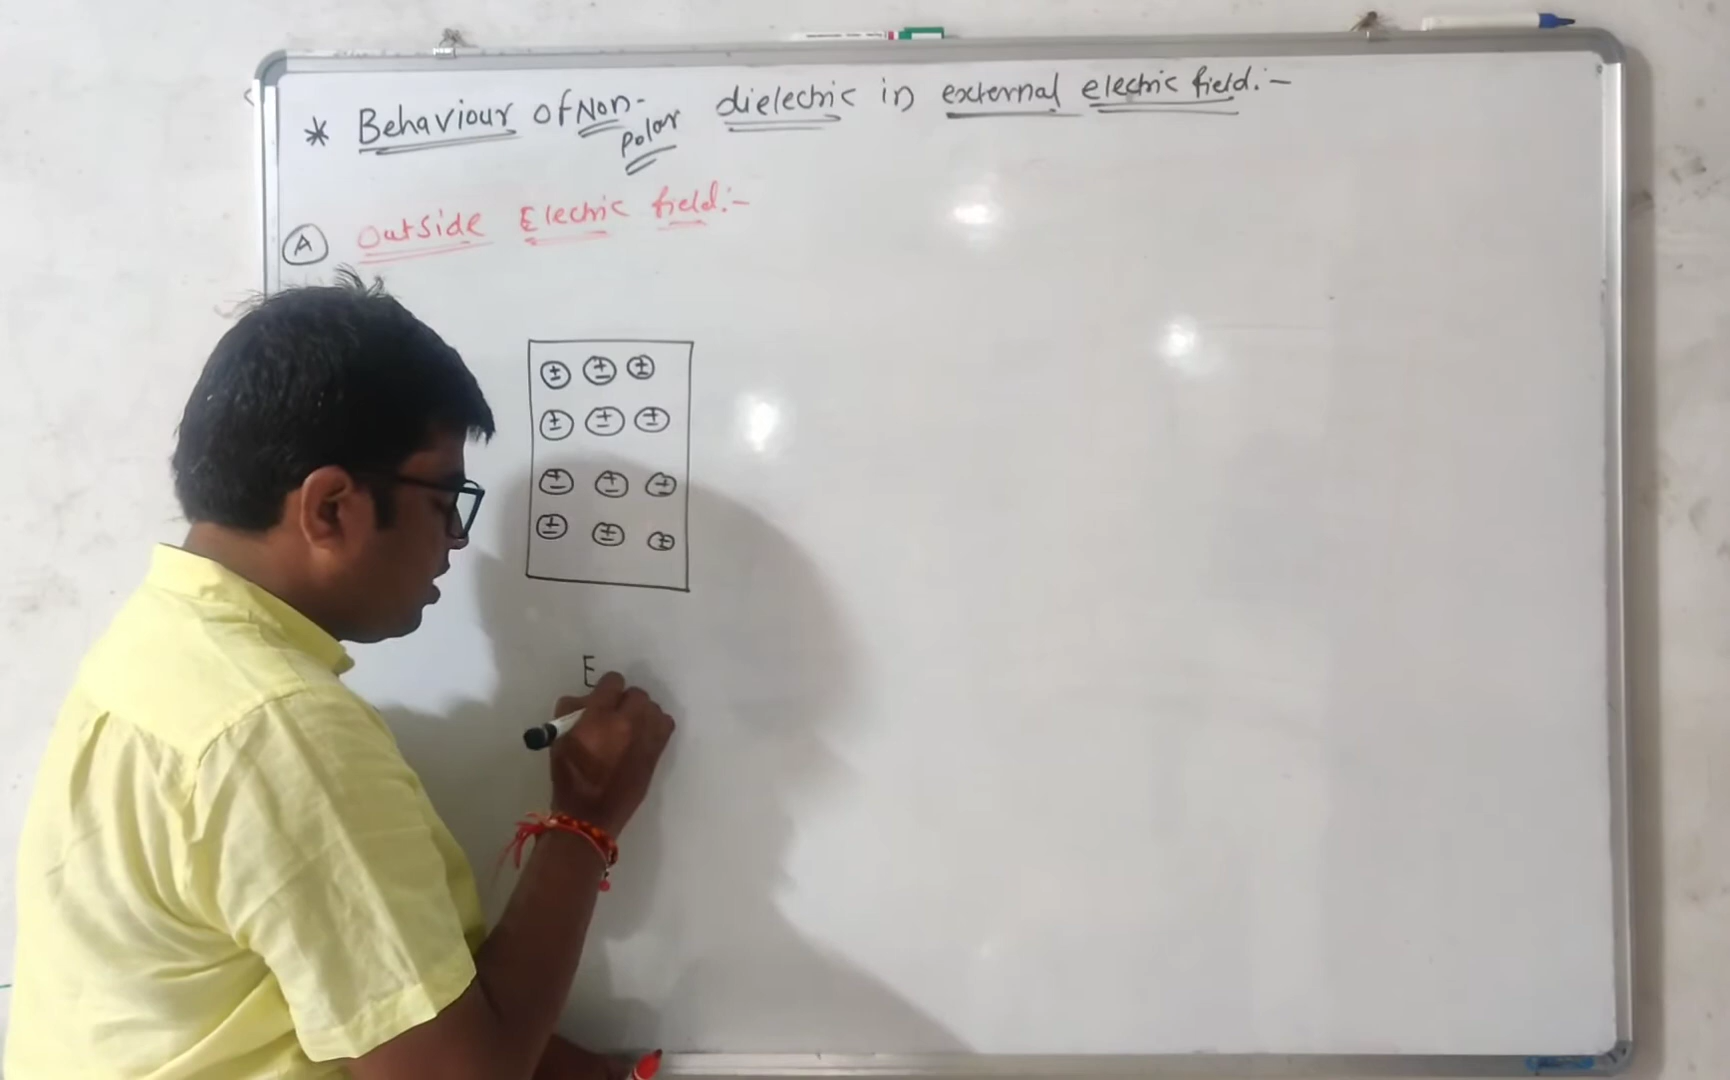 * Behaviour of Non-Polar dielectric in external electric field:-
A Outside Electric field:-
± ± ±
± ± ±
± ± ±
± ± ±
E